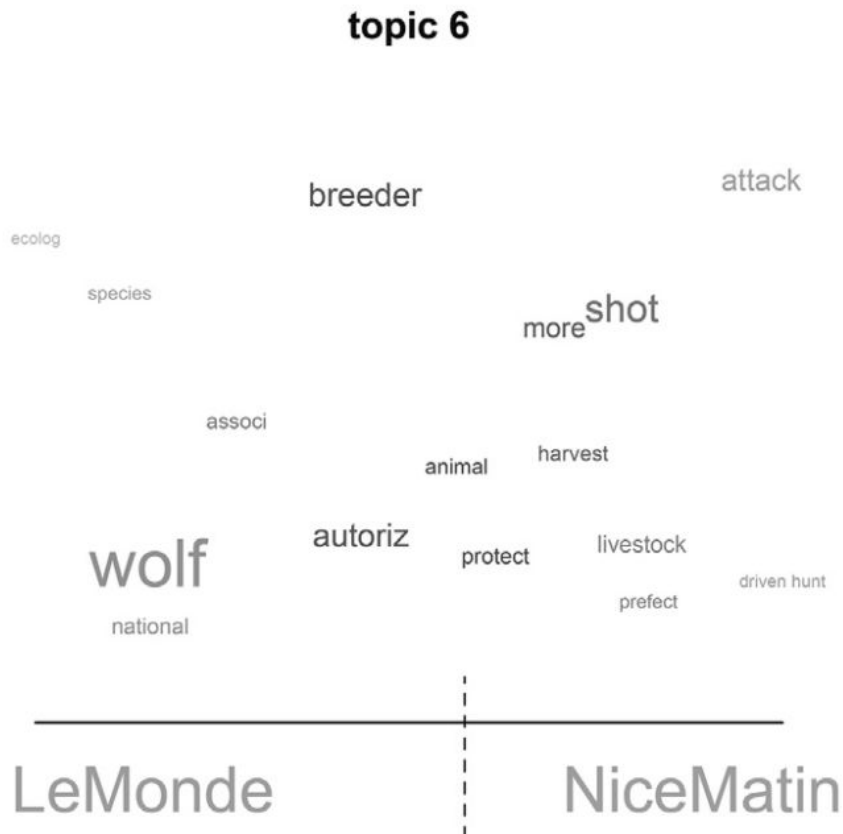 topic 6
breeder
attack
ecolog
species
shot
more
associ
animal
harvest
autoriz
protect
livestock
wolf
driven hunt
prefect
national
LeMonde
NiceMatin